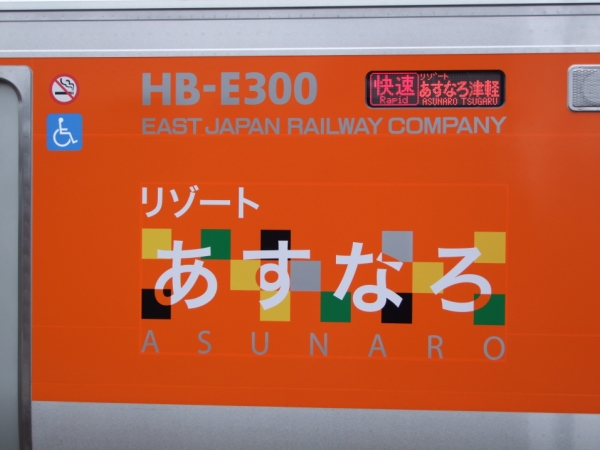 HB-E300
快速
Rapid
リゾート
あすなろ津軽
ASUNARO TSUGARU
EAST JAPAN RAILWAY COMPANY
リゾート
あすなろ
ASUNARO